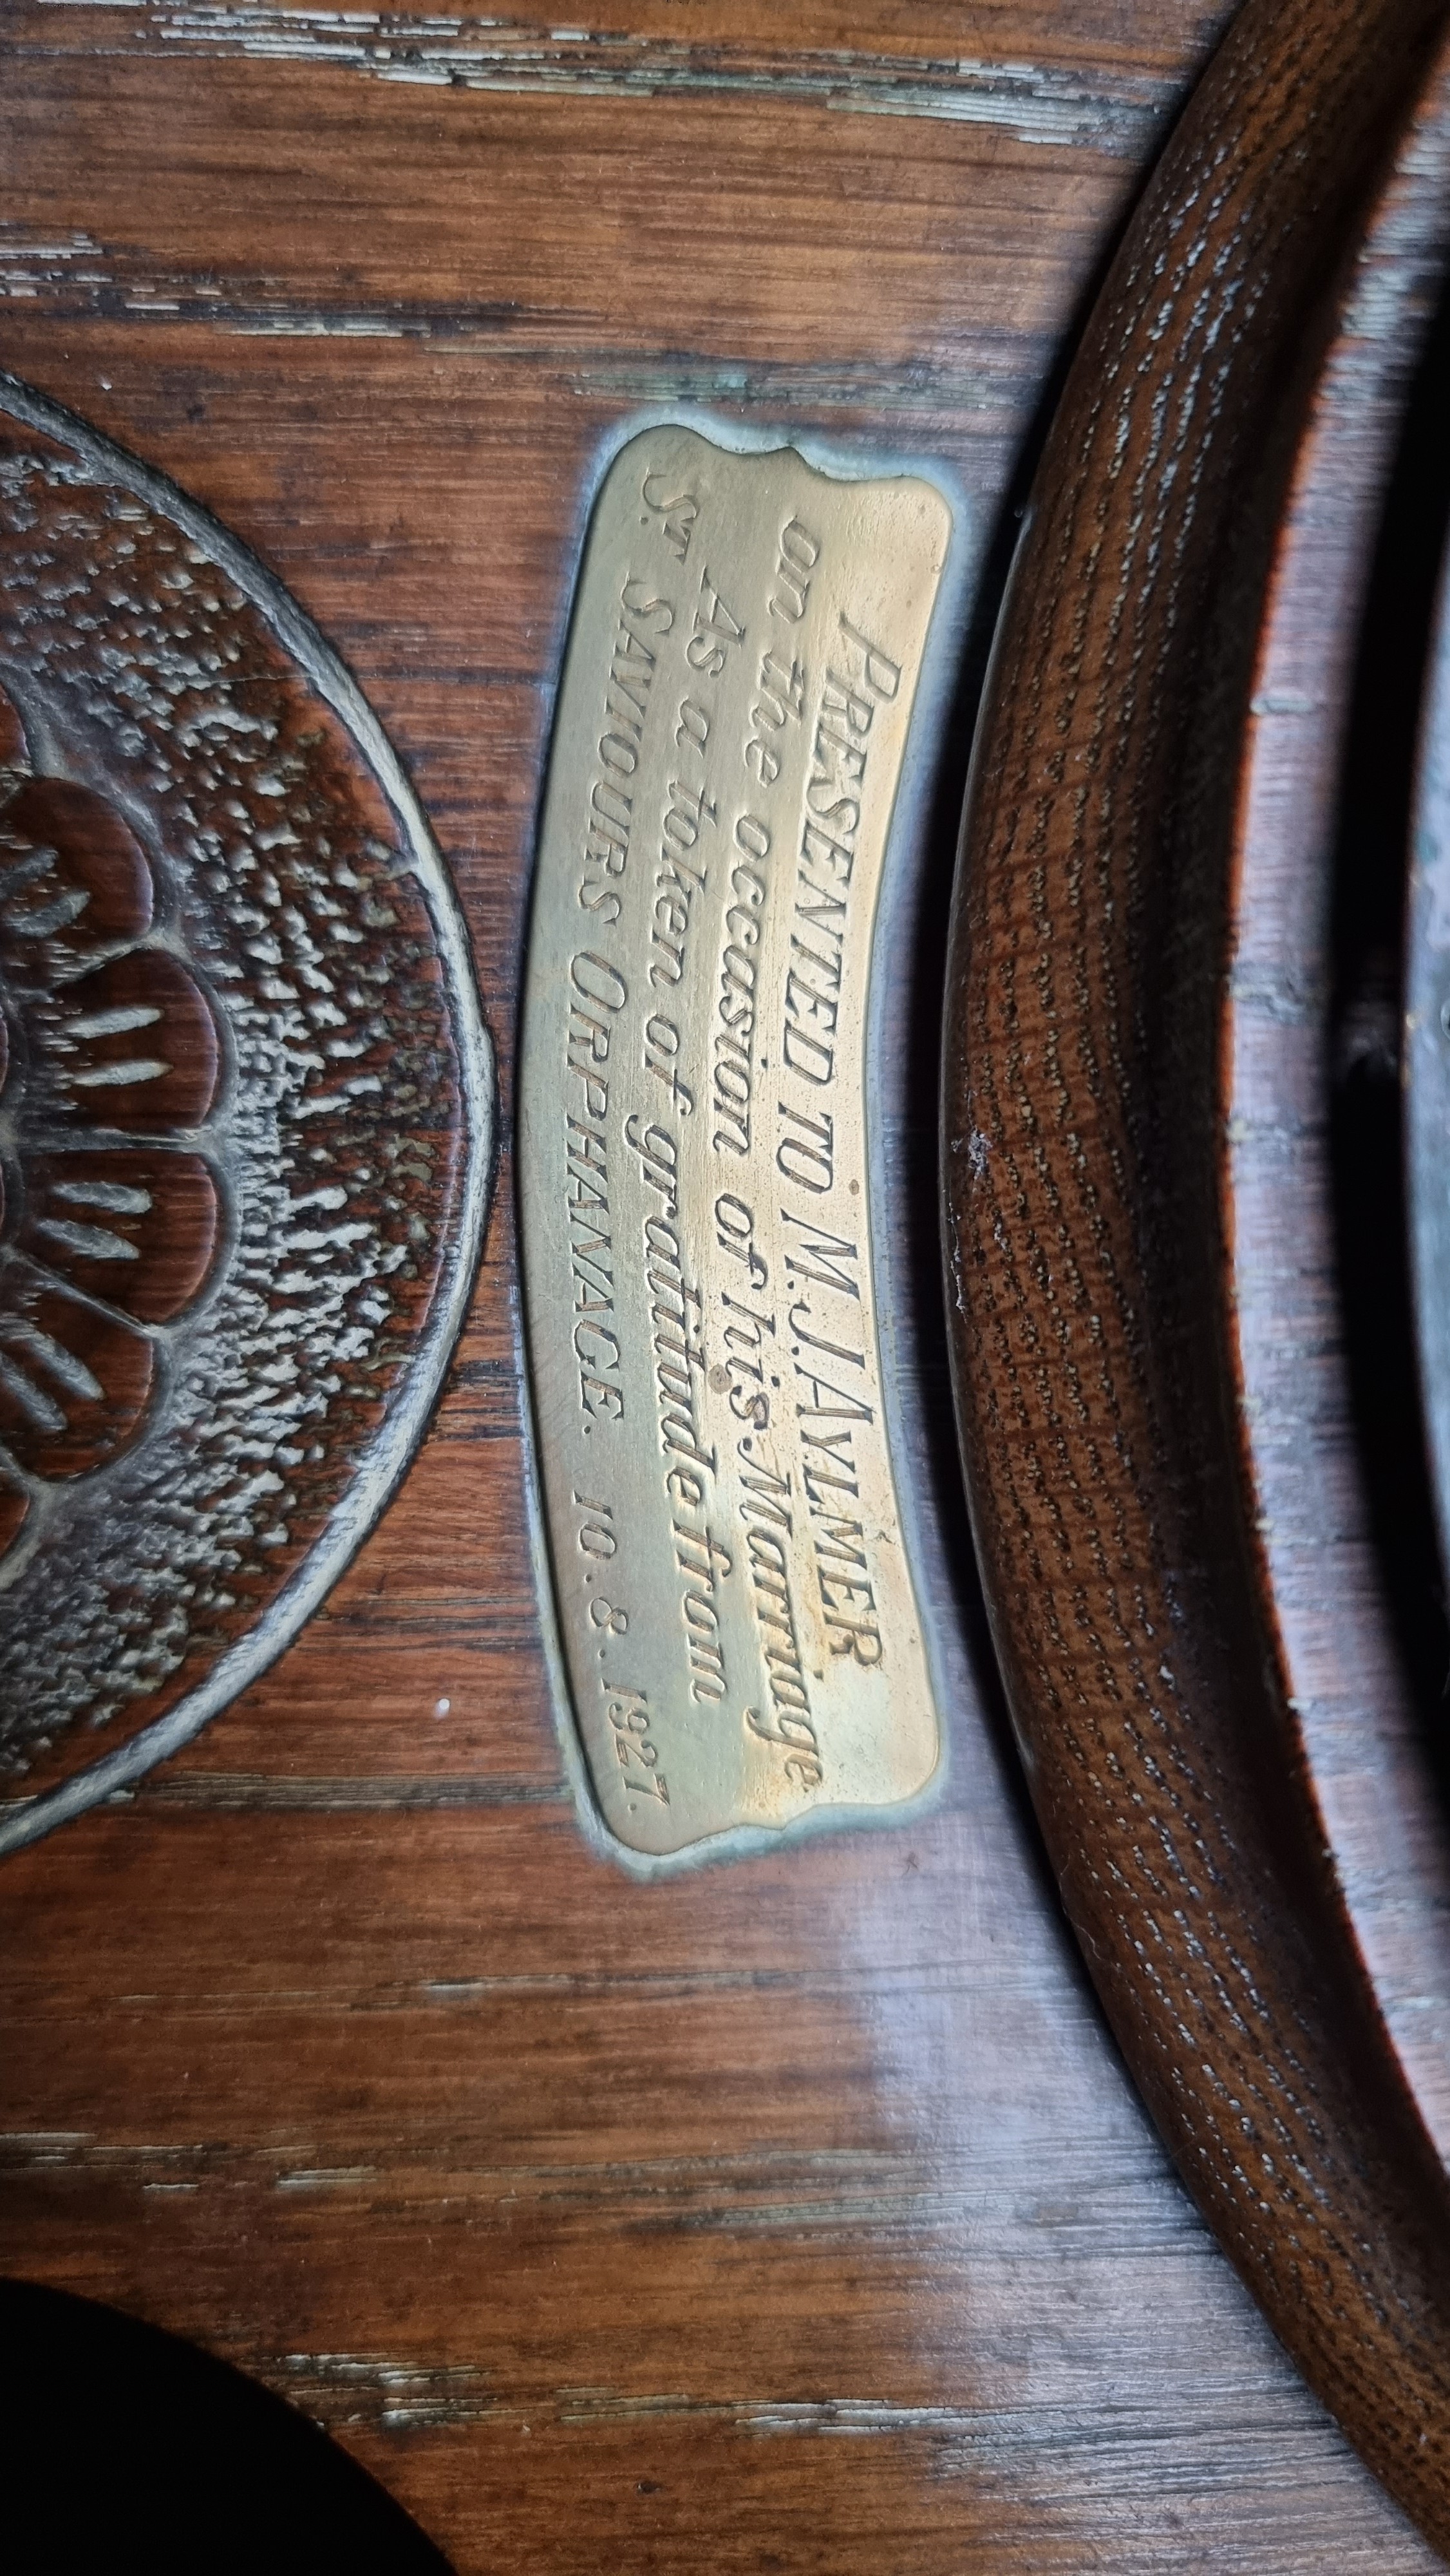 PRESENTED TO M.J.AYLMER
on the occasion of his Marriage
As a token of gratitude from
ST. SAVIOURS ORPHANAGE. 10.8.1927.